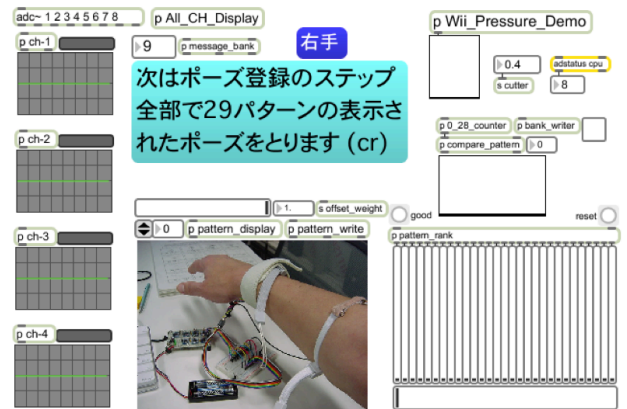 adc~ 1 2 3 4 5 6 7 8
p All_CH_Display
p Wii_Pressure_Demo
p ch-1
9
p message_bank
右手
0.4
adstatus cpu
s cutter
8
次はポーズ登録のステップ
全部で29パターンの表示さ
れたポーズをとります (cr)
p ch-2
p 0_28_counter
p bank_writer
p compare_pattern
0
1.
s offset_weight
good
reset
0
p pattern_display
p pattern_write
p ch-3
p pattern_rank
p ch-4